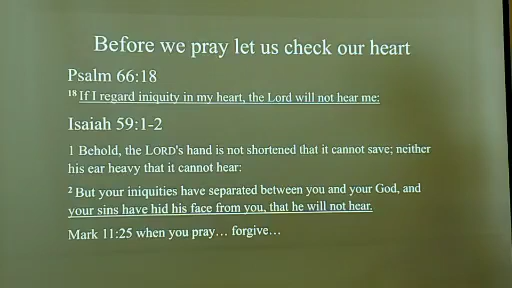 Before we pray let us check our heart
Psalm 66:18
18 If I regard iniquity in my heart, the Lord will not hear me:
Isaiah 59:1-2
1 Behold, the LORD's hand is not shortened that it cannot save; neither
his ear heavy that it cannot hear:
2 But your iniquities have separated between you and your God, and
your sins have hid his face from you, that he will not hear.
Mark 11:25 when you pray… forgive…